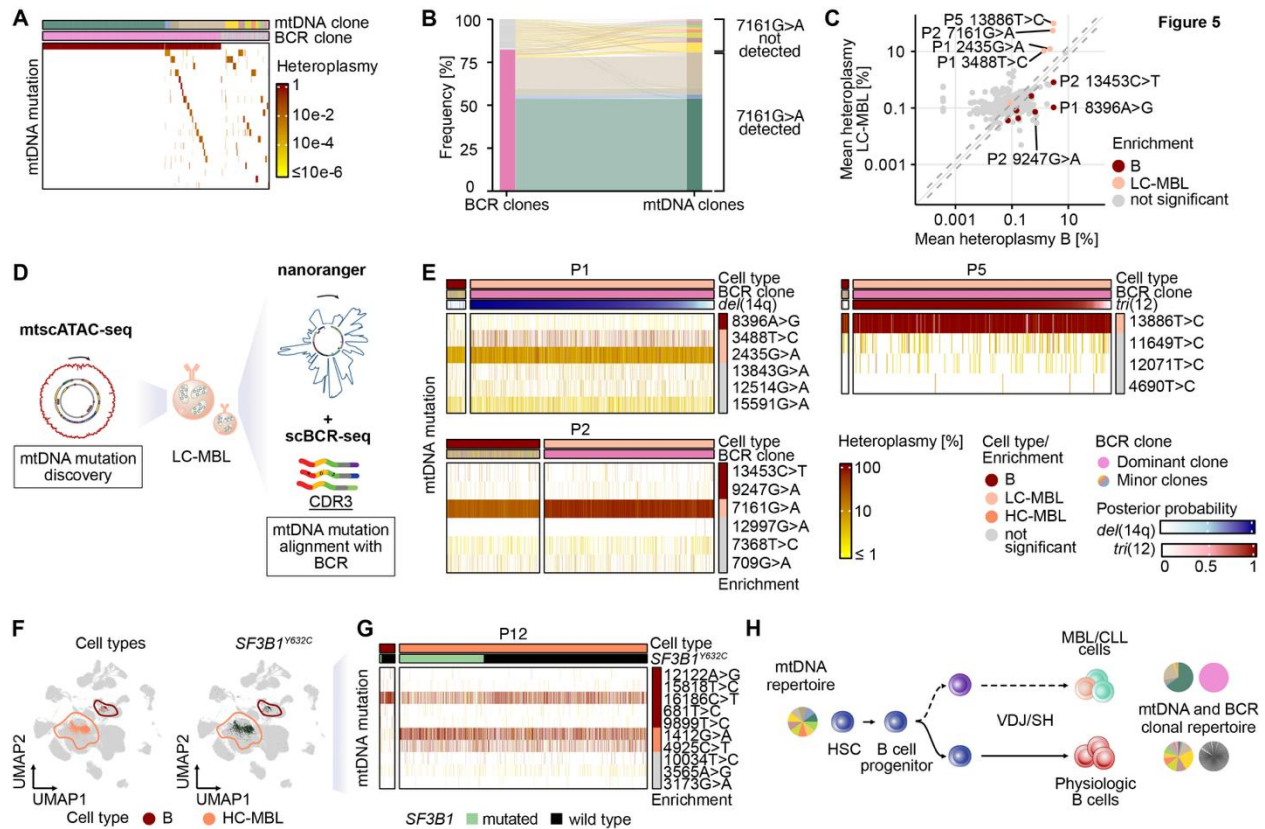 Figure 5
A
mtDNA clone
BCR clone
mtDNA mutation
Heteroplasmy
1
10e-2
10e-4
≤10e-6
B
Frequency [%]
100
75
50
25
0
BCR clones
mtDNA clones
7161G>A
not
detected
7161G>A
detected
C
Mean heteroplasmy
LC-MBL [%]
10
0.1
0.001
P5 13886T>C
P2 7161G>A
P1 2435G>A
P1 3488T>C
P2 13453C>T
P1 8396A>G
P2 9247G>A
0.001
0.1
10
Mean heteroplasmy B [%]
Enrichment
B
LC-MBL
not significant
D
mtscATAC-seq
mtDNA mutation
discovery
LC-MBL
nanoranger
+
scBCR-seq
CDR3
mtDNA mutation
alignment with
BCR
E
mtDNA mutation
P1
Cell type
BCR clone
del(14q)
8396A>G
3488T>C
2435G>A
13843G>A
12514G>A
15591G>A
P5
Cell type
BCR clone
tri(12)
13886T>C
11649T>C
12071T>C
4690T>C
P2
Cell type
BCR clone
13453C>T
9247G>A
7161G>A
12997G>A
7368T>C
709G>A
Enrichment
Heteroplasmy [%]
100
10
≤ 1
Cell type/
Enrichment
B
LC-MBL
HC-MBL
not
significant
BCR clone
Dominant clone
Minor clones
Posterior probability
del(14q)
tri(12)
0 0.5 1
F
Cell types
SF3B1Y632C
UMAP2
UMAP1
UMAP2
UMAP1
Cell type B HC-MBL
G
P12
Cell type
SF3B1Y632C
mtDNA mutation
12122A>G
15818T>C
16186C>T
681T>C
9899T>C
1412G>A
4925C>T
10034T>C
3565A>G
3173G>A
Enrichment
SF3B1 mutated wild type
H
mtDNA
repertoire
HSC
B cell
progenitor
VDJ/SH
MBL/CLL
cells
Physiologic
B cells
mtDNA and BCR
clonal repertoire